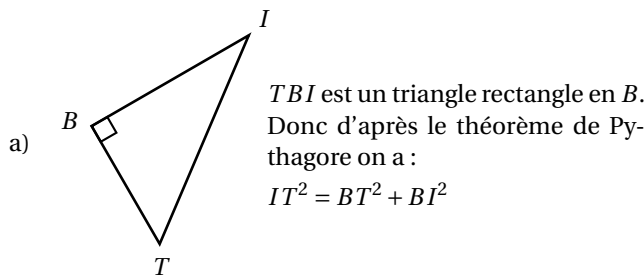 I
TBI est un triangle rectangle en B.
B
Donc d'après le théorème de Py-
a)
thagore on a :
IT² = BT² + BI²
T